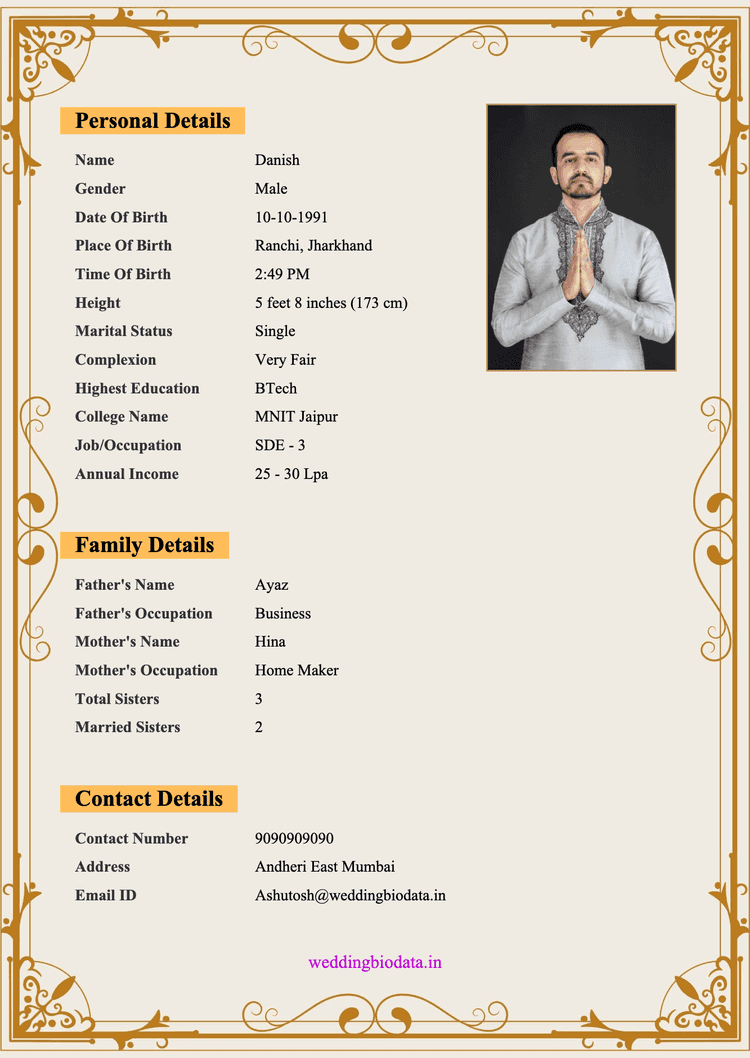 Personal Details
Name Danish
Gender Male
Date Of Birth 10-10-1991
Place Of Birth Ranchi, Jharkhand
Time Of Birth 2:49 PM
Height 5 feet 8 inches (173 cm)
Marital Status Single
Complexion Very Fair
Highest Education BTech
College Name MNIT Jaipur
Job/Occupation SDE - 3
Annual Income 25 - 30 Lpa
Family Details
Father's Name Ayaz
Father's Occupation Business
Mother's Name Hina
Mother's Occupation Home Maker
Total Sisters 3
Married Sisters 2
Contact Details
Contact Number 9090909090
Address Andheri East Mumbai
Email ID Ashutosh@weddingbiodata.in
weddingbiodata.in